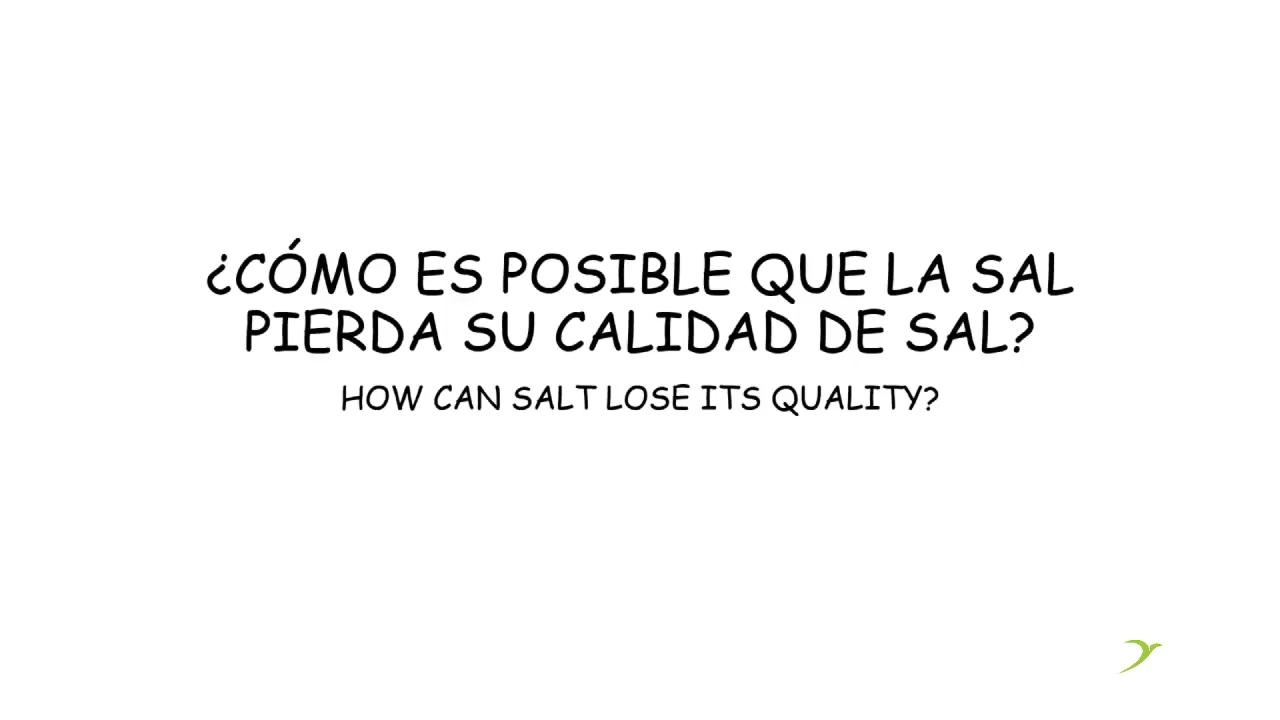 ¿CÓMO ES POSIBLE QUE LA SAL
PIERDA SU CALIDAD DE SAL?
HOW CAN SALT LOSE ITS QUALITY?